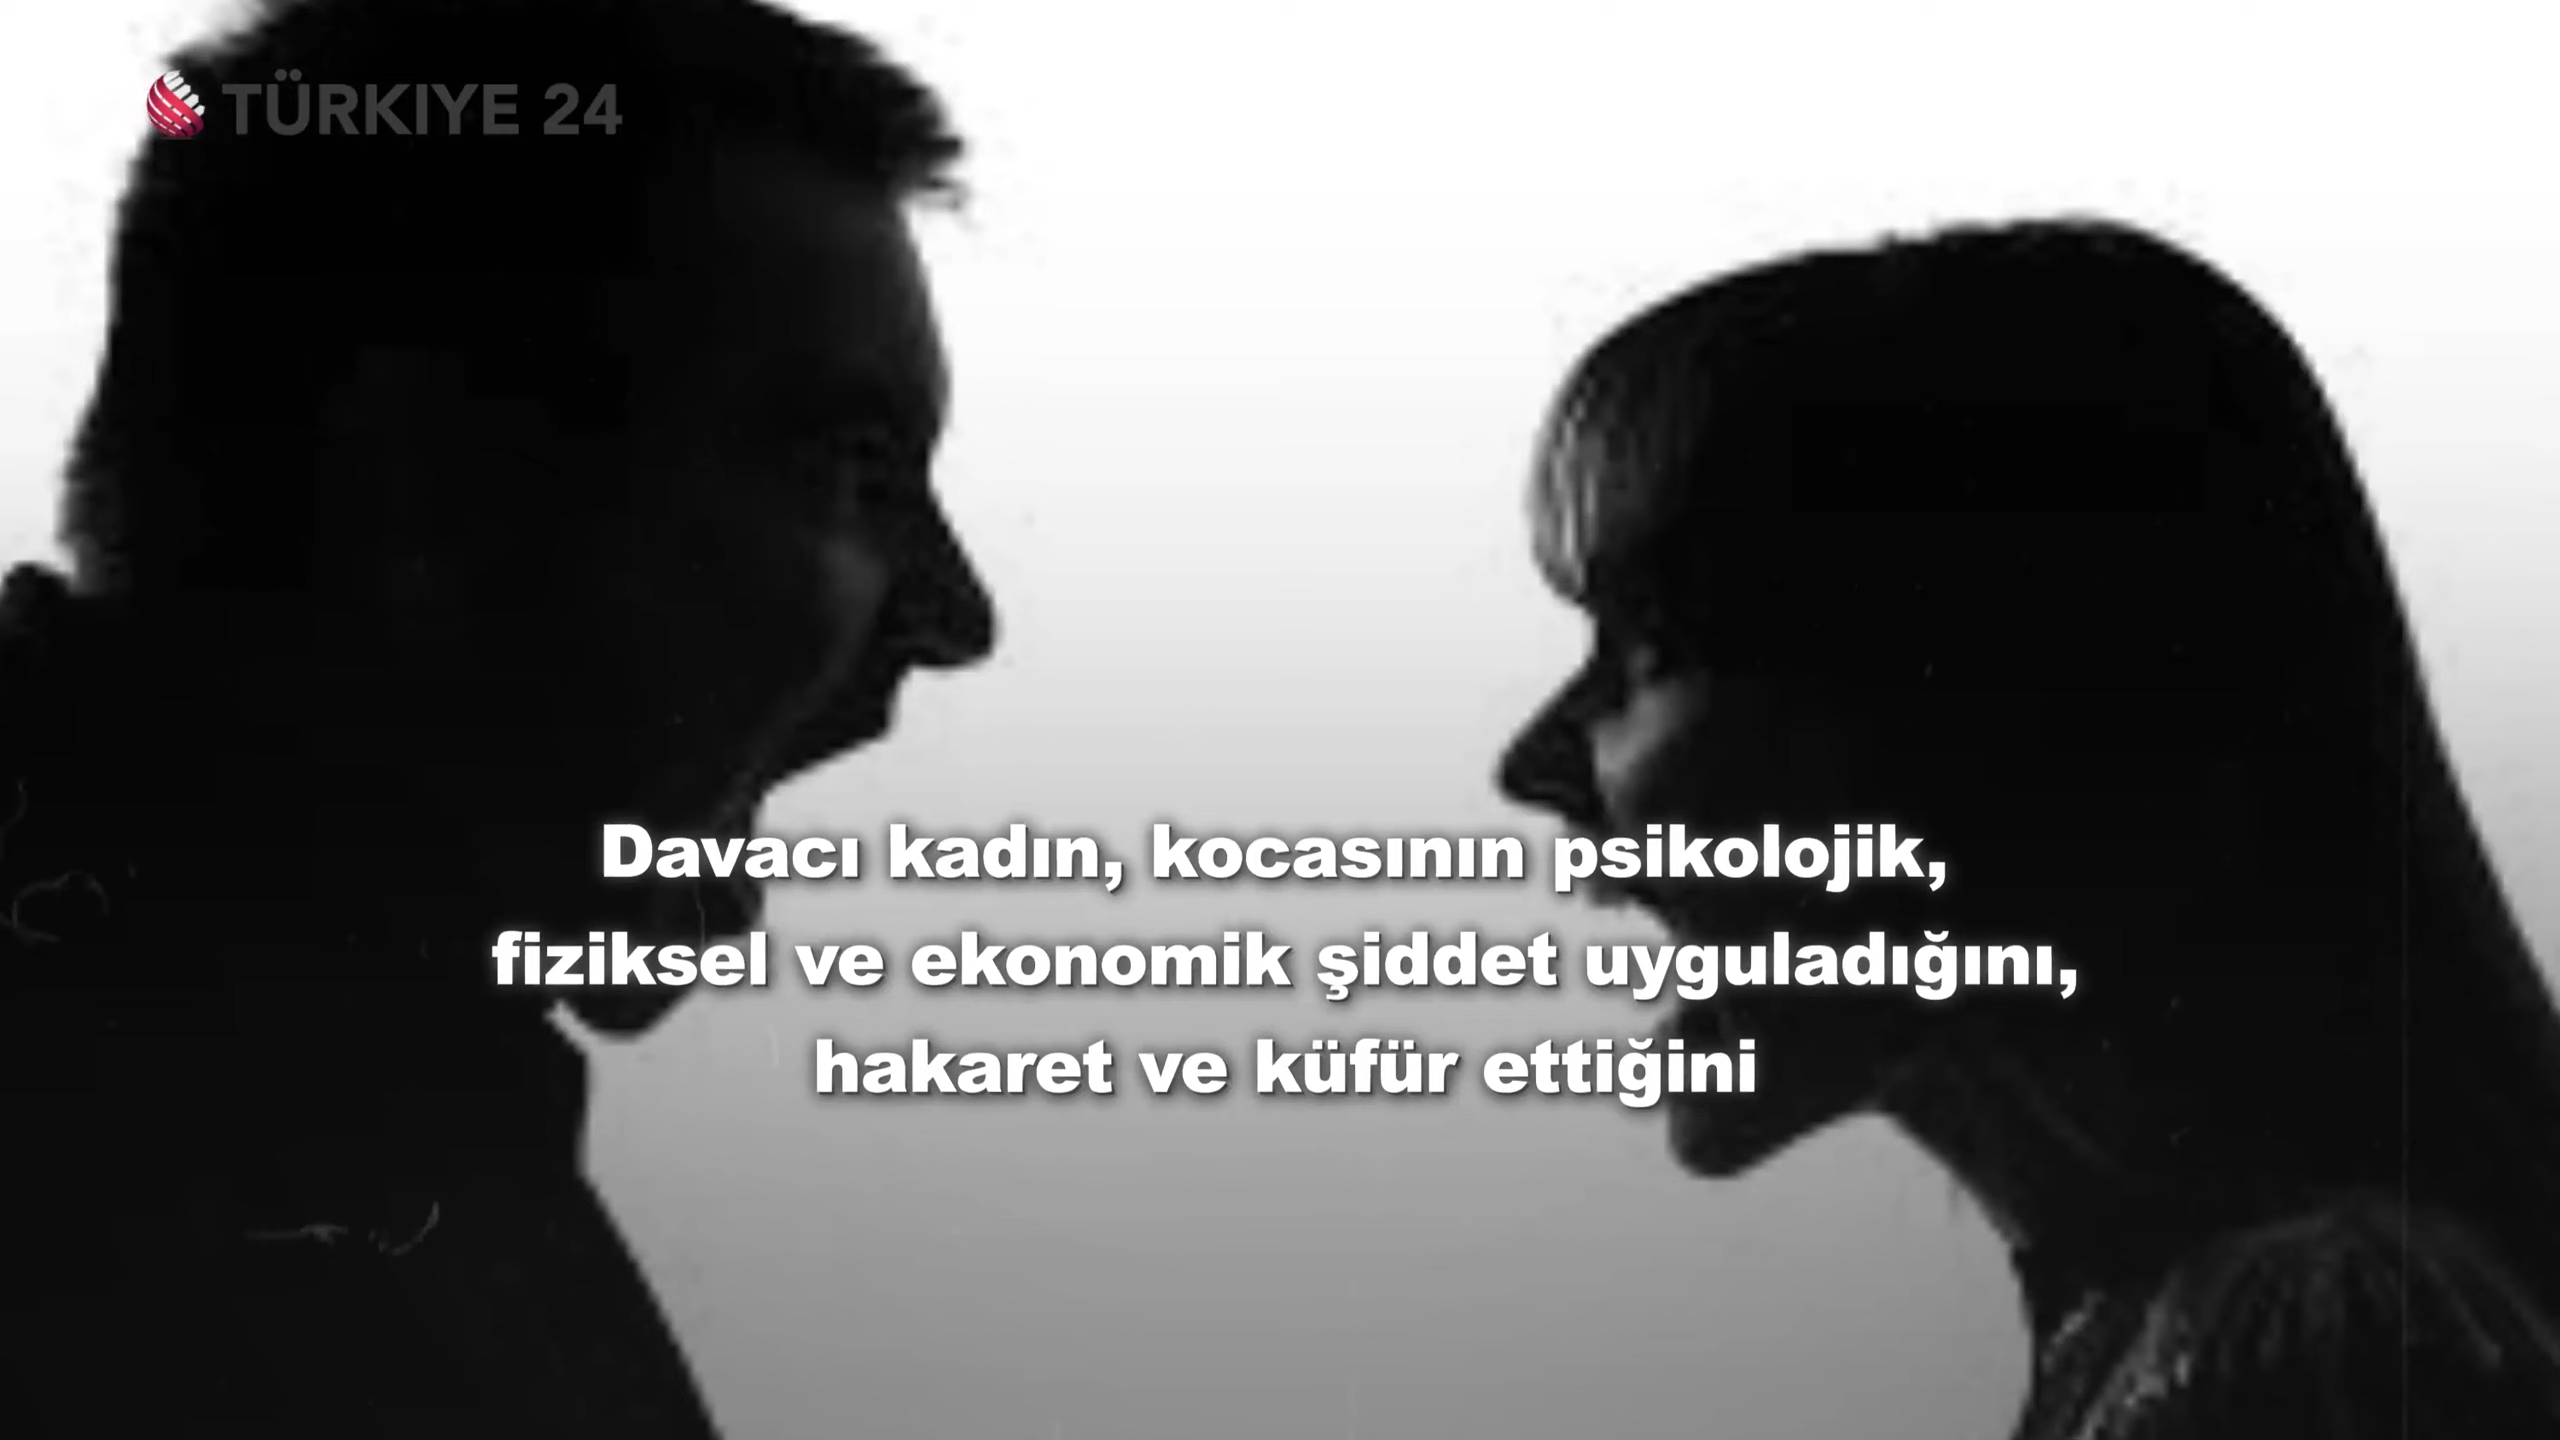 TÜRKIYE 24
Davacı kadın, kocasının psikolojik,
fiziksel ve ekonomik şiddet uyguladığını,
hakaret ve küfür ettiğini